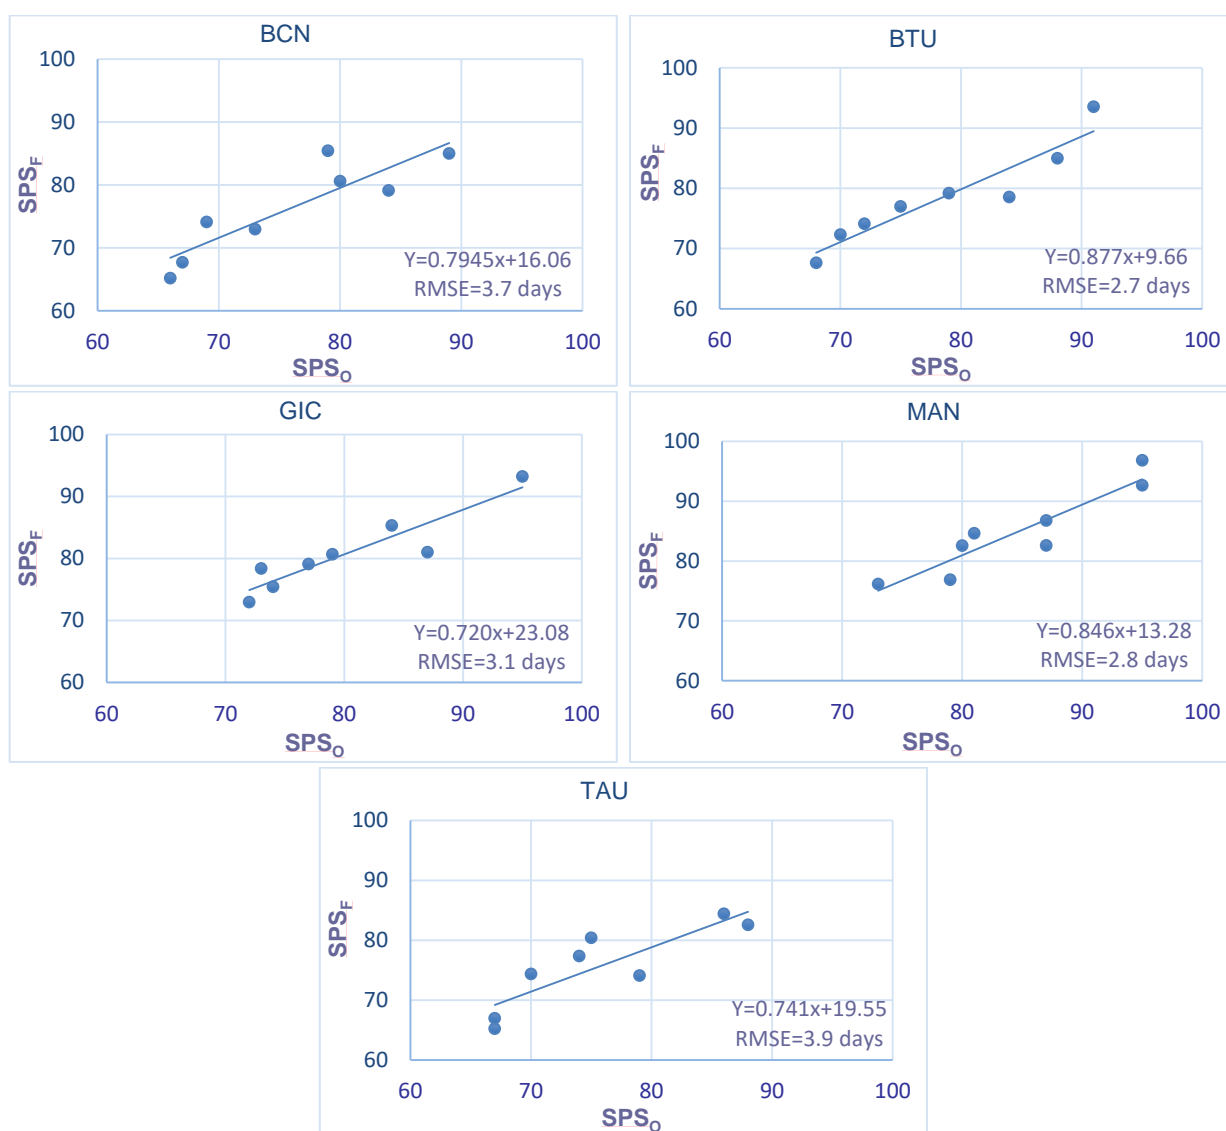 BCN
100
90
80
70
60
SPSF
Y=0.7945x+16.06
RMSE=3.7 days
60 70 80 90 100
SPSO
BTU
100
90
80
70
60
SPSF
Y=0.877x+9.66
RMSE=2.7 days
60 70 80 90 100
SPSO
GIC
100
90
80
70
60
SPSF
Y=0.720x+23.08
RMSE=3.1 days
60 70 80 90 100
SPSO
MAN
100
90
80
70
60
SPSF
Y=0.846x+13.28
RMSE=2.8 days
60 70 80 90 100
SPSO
TAU
100
90
80
70
60
SPSF
Y=0.741x+19.55
RMSE=3.9 days
60 70 80 90 100
SPSO